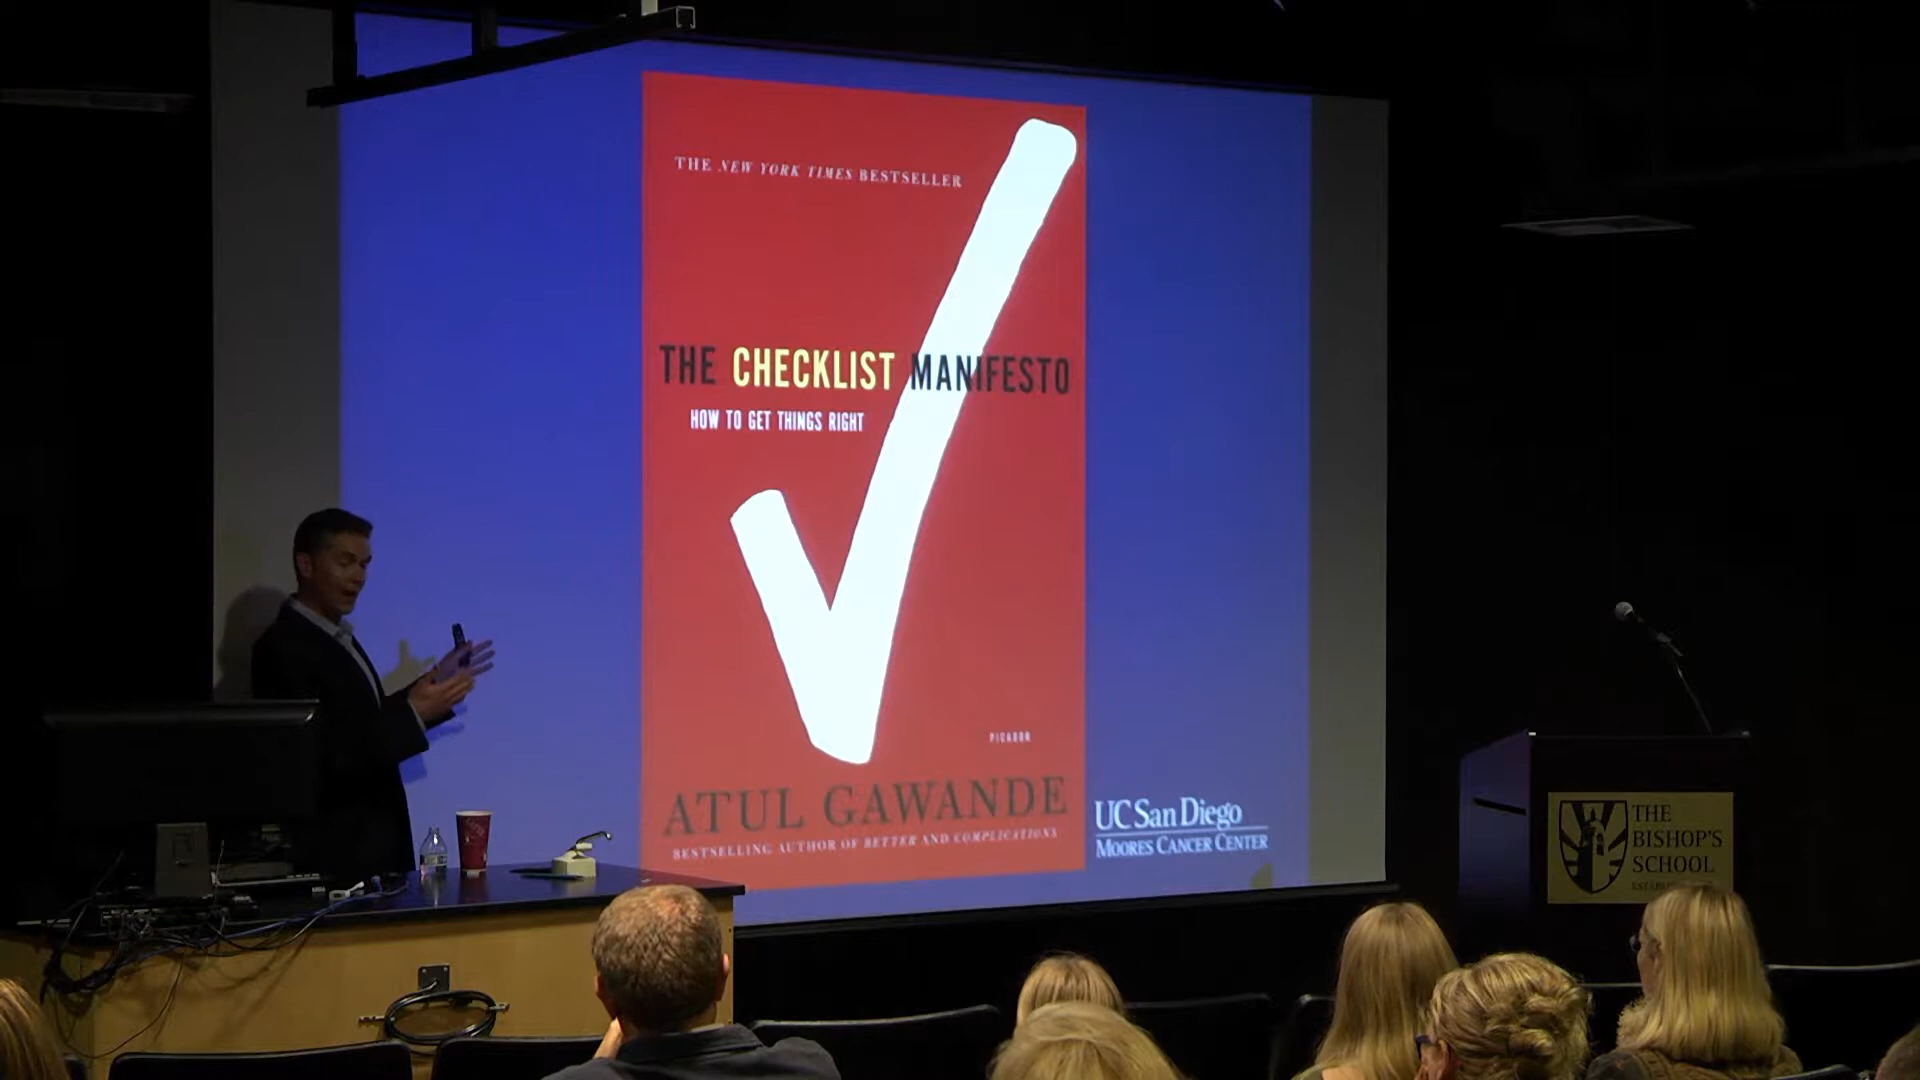 THE NEW YORK TIMES BESTSELLER
THE CHECKLIST MANIFESTO
HOW TO GET THINGS RIGHT
PICADOR
ATUL GAWANDE
BESTSELLING AUTHOR OF BETTER AND COMPLICATIONS
UC San Diego
MOORES CANCER CENTER
THE
BISHOP'S
SCHOOL